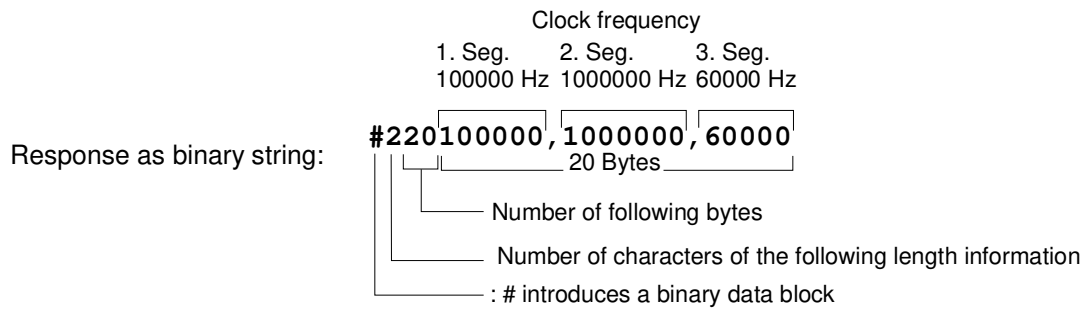 Clock frequency
1. Seg. 2. Seg. 3. Seg.
100000 Hz 1000000 Hz 60000 Hz
Response as binary string: #220100000,1000000,60000
20 Bytes
Number of following bytes
Number of characters of the following length information
: # introduces a binary data block